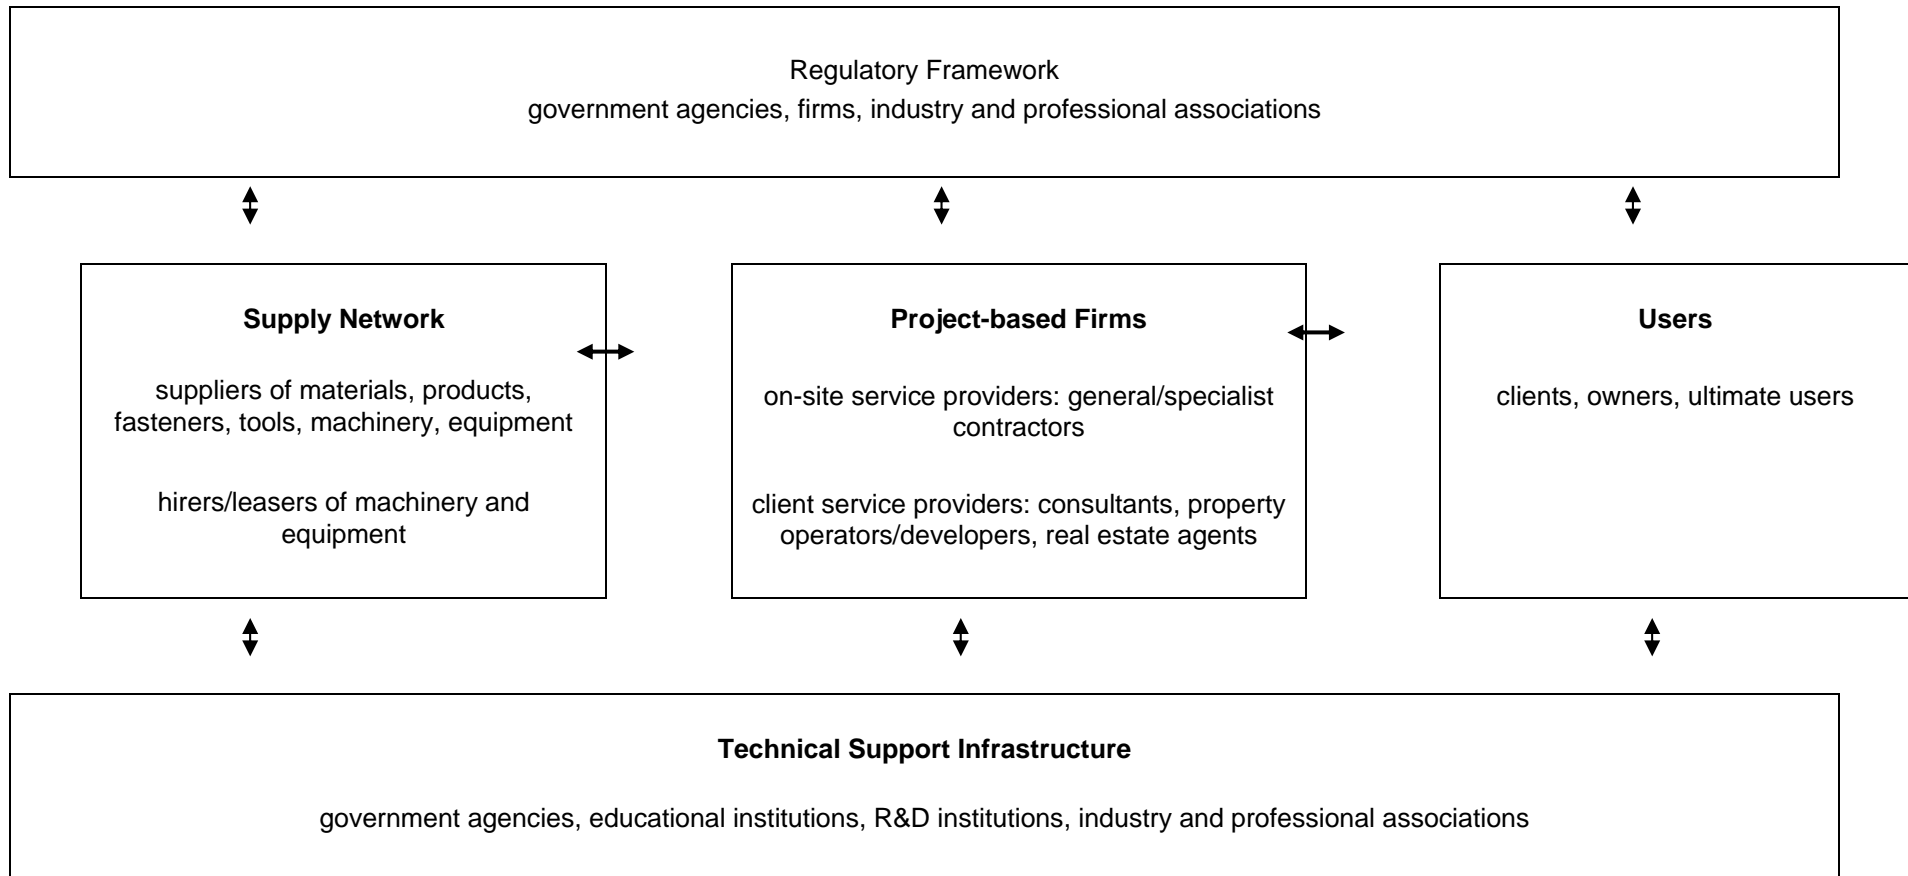 Regulatory Framework
government agencies, firms, industry and professional associations
Supply Network
suppliers of materials, products,
fasteners, tools, machinery, equipment
hirers/leasers of machinery and
equipment
Project-based Firms
on-site service providers: general/specialist
contractors
client service providers: consultants, property
operators/developers, real estate agents
Users
clients, owners, ultimate users
Technical Support Infrastructure
government agencies, educational institutions, R&D institutions, industry and professional associations